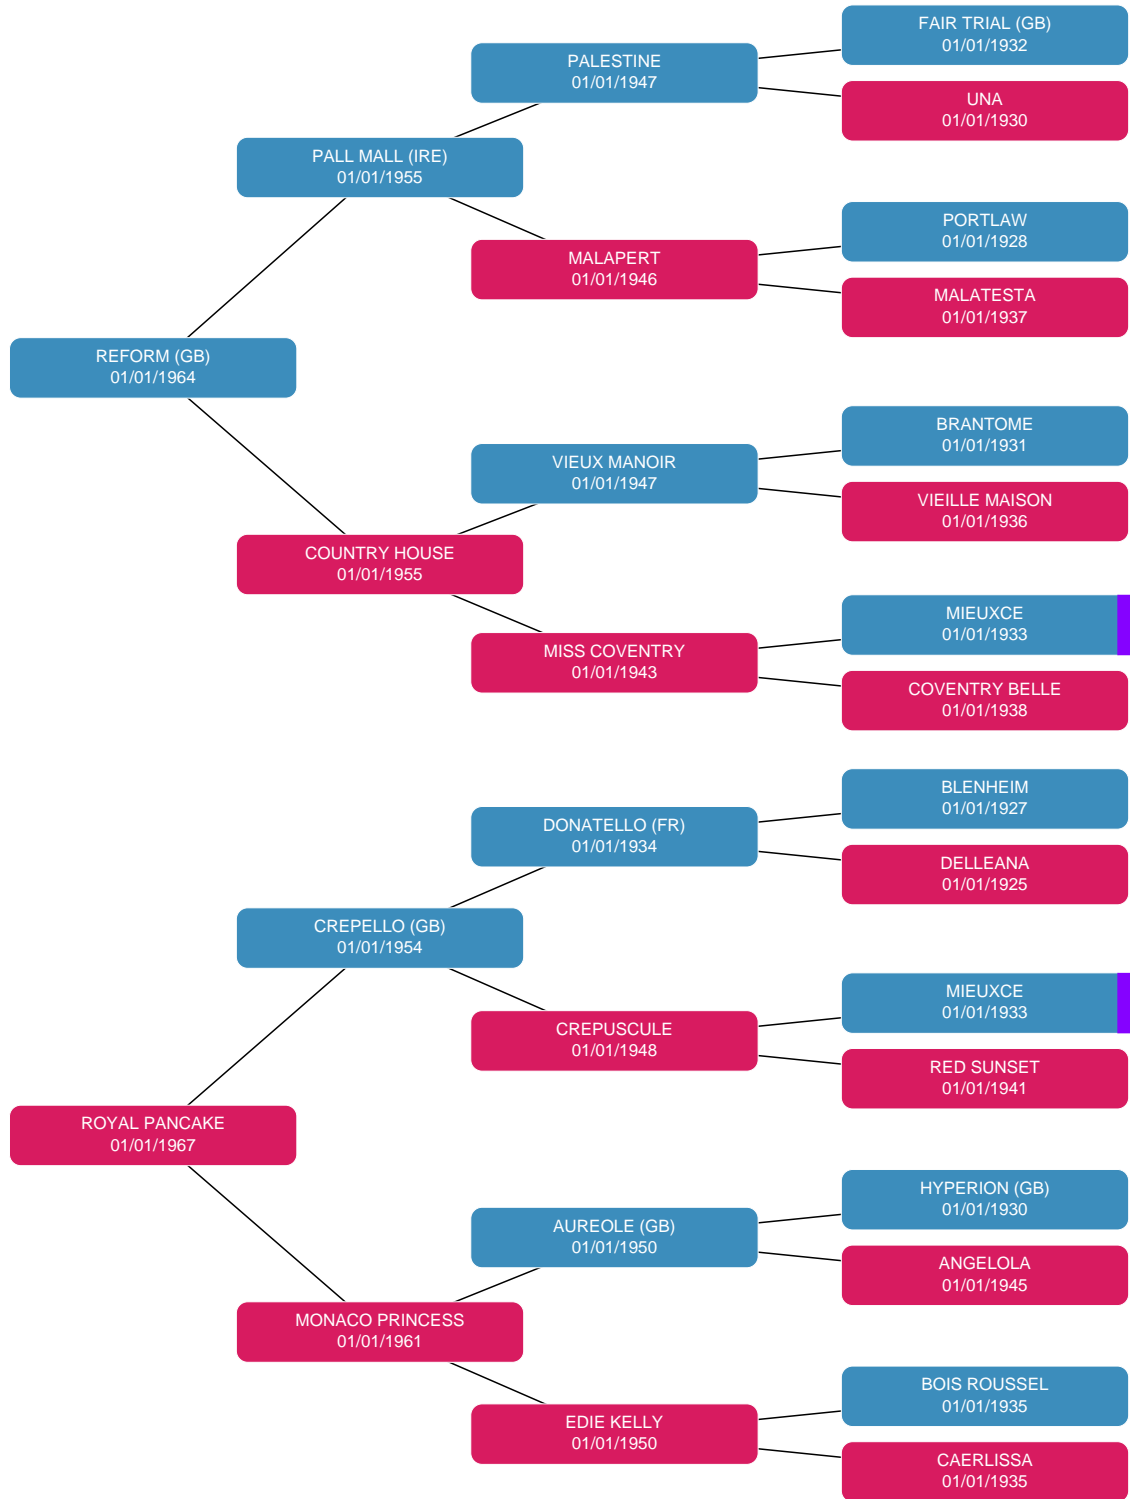 FAIR TRIAL (GB)
01/01/1932
PALESTINE
01/01/1947
UNA
01/01/1930
PALL MALL (IRE)
01/01/1955
PORTLAW
01/01/1928
MALAPERT
01/01/1946
MALATESTA
01/01/1937
REFORM (GB)
01/01/1964
BRANTOME
01/01/1931
VIEUX MANOIR
01/01/1947
VIEILLE MAISON
01/01/1936
COUNTRY HOUSE
01/01/1955
MIEUXCE
01/01/1933
MISS COVENTRY
01/01/1943
COVENTRY BELLE
01/01/1938
BLENHEIM
01/01/1927
DONATELLO (FR)
01/01/1934
DELLEANA
01/01/1925
CREPELLO (GB)
01/01/1954
MIEUXCE
01/01/1933
CREPUSCULE
01/01/1948
RED SUNSET
01/01/1941
ROYAL PANCAKE
01/01/1967
HYPERION (GB)
01/01/1930
AUREOLE (GB)
01/01/1950
ANGELOLA
01/01/1945
MONACO PRINCESS
01/01/1961
BOIS ROUSSEL
01/01/1935
EDIE KELLY
01/01/1950
CAERLISSA
01/01/1935